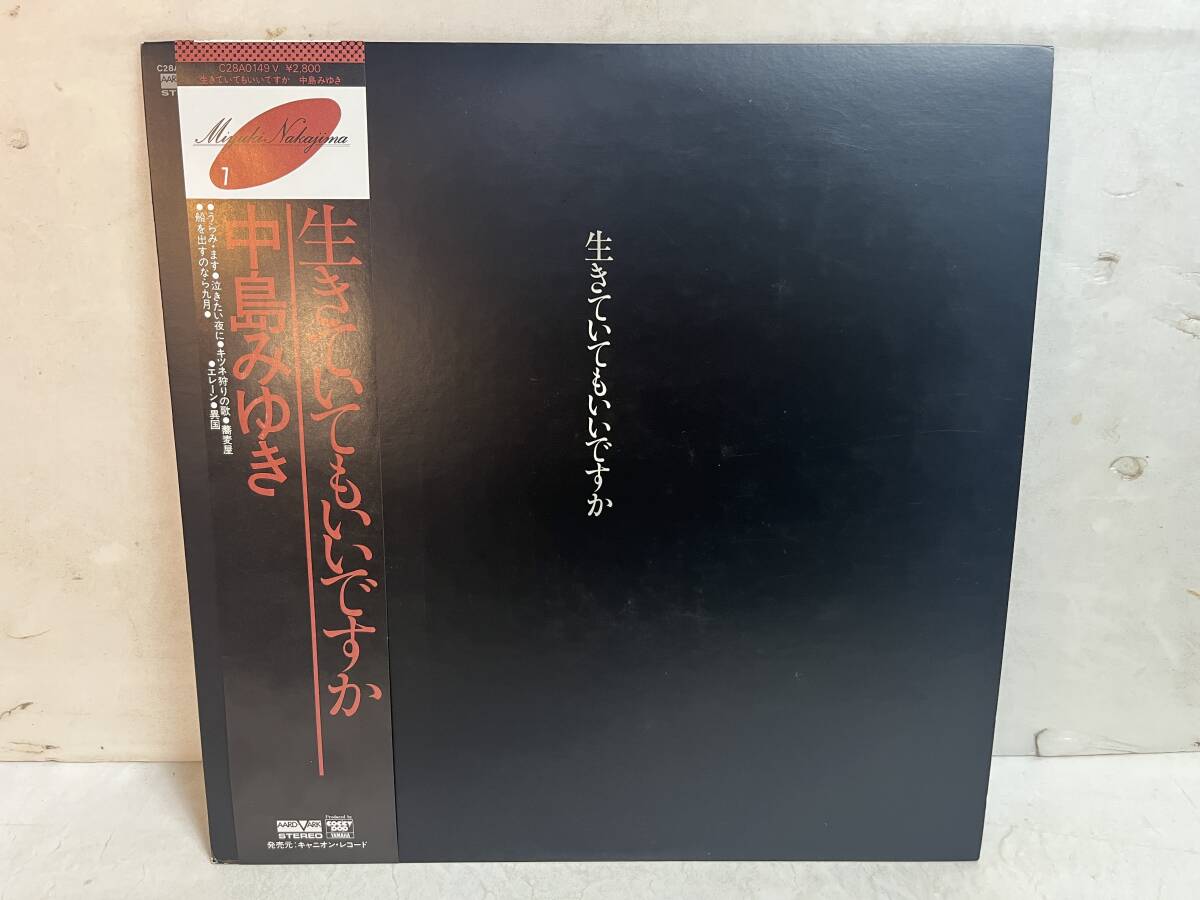 C28A
STE
C28A0149 V ¥2,800
生きていてもいいですか 中島みゆき
Miyuki Nakajima
7
生きていてもいいですか
中島みゆき
●うらみ・ます●泣きたい夜に●キツネ狩りの歌●蕎麦屋
●船を出すのなら九月● ●エレーン●異国
AARD VARK
STEREO
Produced by
YAMAHA
発売元:キャニオン・レコード
生きていてもいいですか